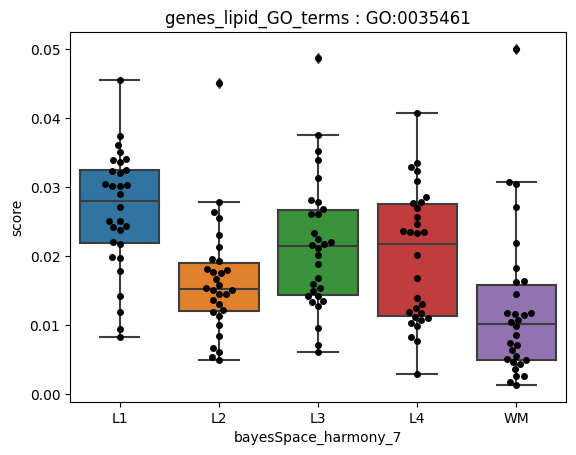 genes_lipid_GO_terms : GO:0035461
0.05
0.04
0.03
0.02
0.01
0.00
score
L1 L2 L3 L4 WM
bayesSpace_harmony_7